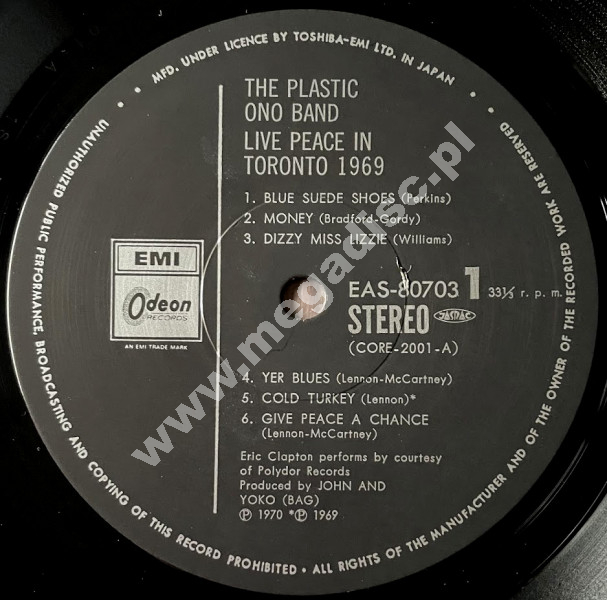 MFD. UNDER LICENCE BY TOSHIBA-EMI LTD. IN JAPAN
THE PLASTIC
ONO BAND
LIVE PEACE IN
TORONTO 1969
1. BLUE SUEDE SHOES (Perkins)
2. MONEY (Bradford-Gordy)
3. DIZZY MISS LIZZIE (Williams)
EMI
Odeon
RECORDS
AN EMI TRADE MARK
EAS-80703 1 33⅓ r. p. m.
STEREO JASRAC
(CORE-2001-A)
4. YER BLUES (Lennon-McCartney)
5. COLD TURKEY (Lennon)*
6. GIVE PEACE A CHANCE
(Lennon-McCartney)
Eric Clapton performs by courtesy
of Polydor Records
Produced by JOHN AND
YOKO (BAG)
℗ 1970 *℗ 1969
UNAUTHORIZED PUBLIC PERFORMANCE, BROADCASTING AND COPYING OF THIS RECORD PROHIBITED • ALL RIGHTS OF THE MANUFACTURER AND OF THE OWNER OF THE RECORDED WORK ARE RESERVED
www.megadisc.pl